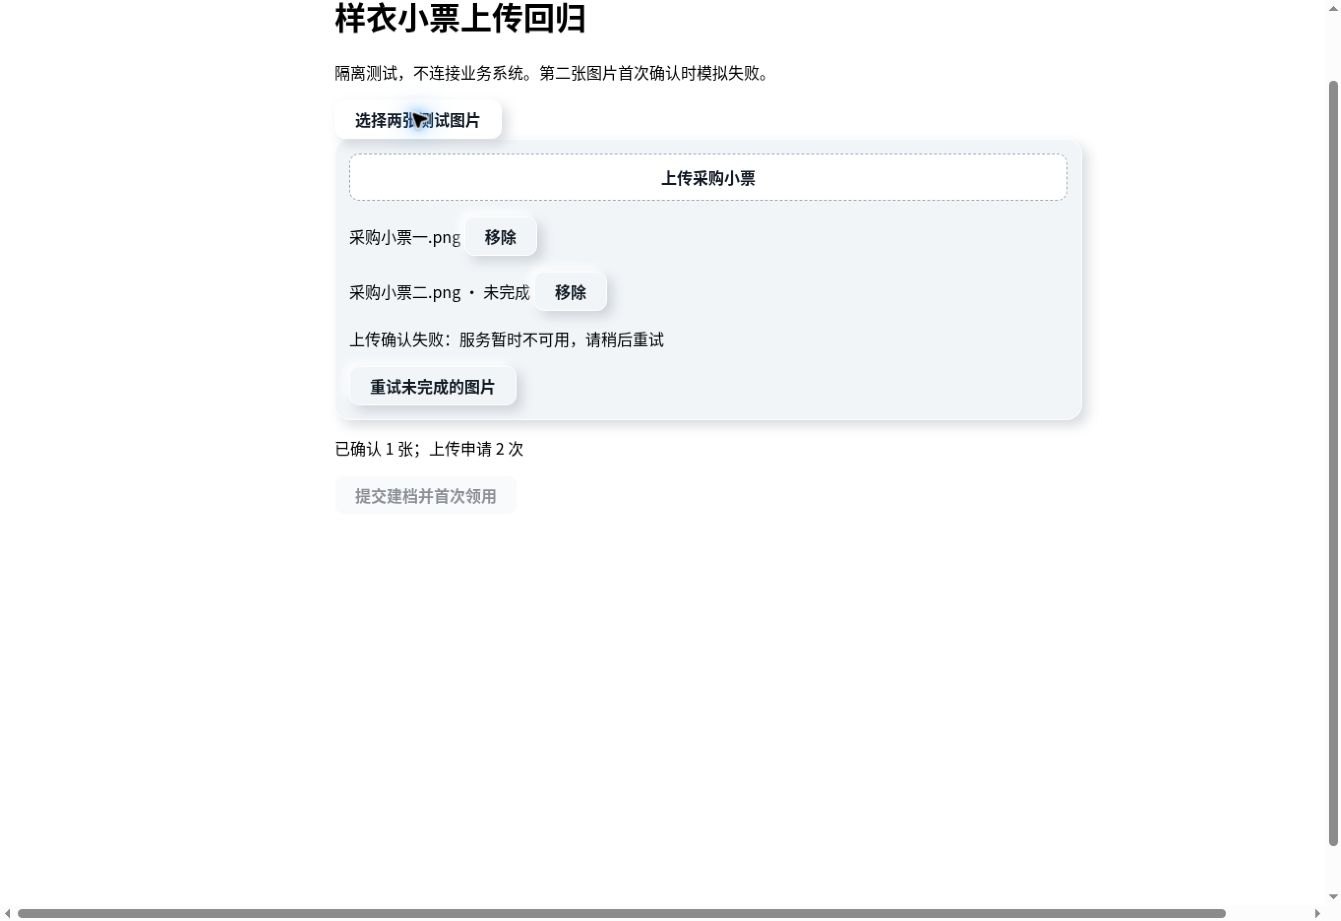 样衣小票上传回归
隔离测试，不连接业务系统。第二张图片首次确认时模拟失败。
选择两张测试图片
上传采购小票
采购小票一.png 移除
采购小票二.png · 未完成 移除
上传确认失败：服务暂时不可用，请稍后重试
重试未完成的图片
已确认 1 张；上传申请 2 次
提交建档并首次领用